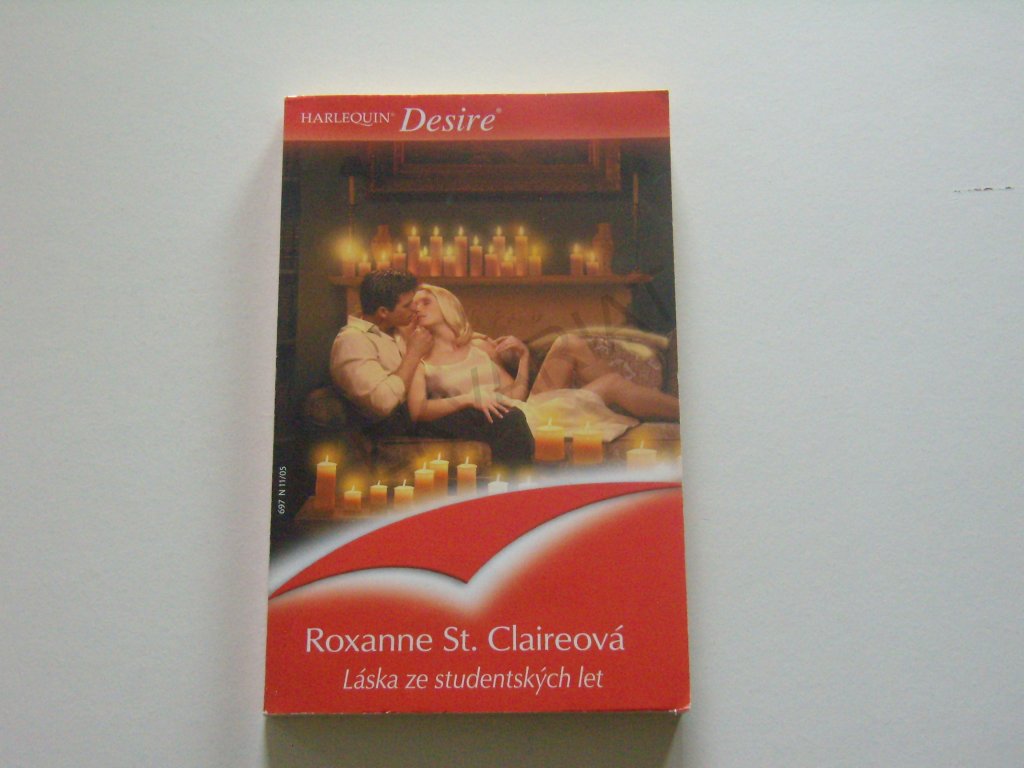 HARLEQUIN® Desire®
697 N 11/05
Roxanne St. Claireová
Láska ze studentských let